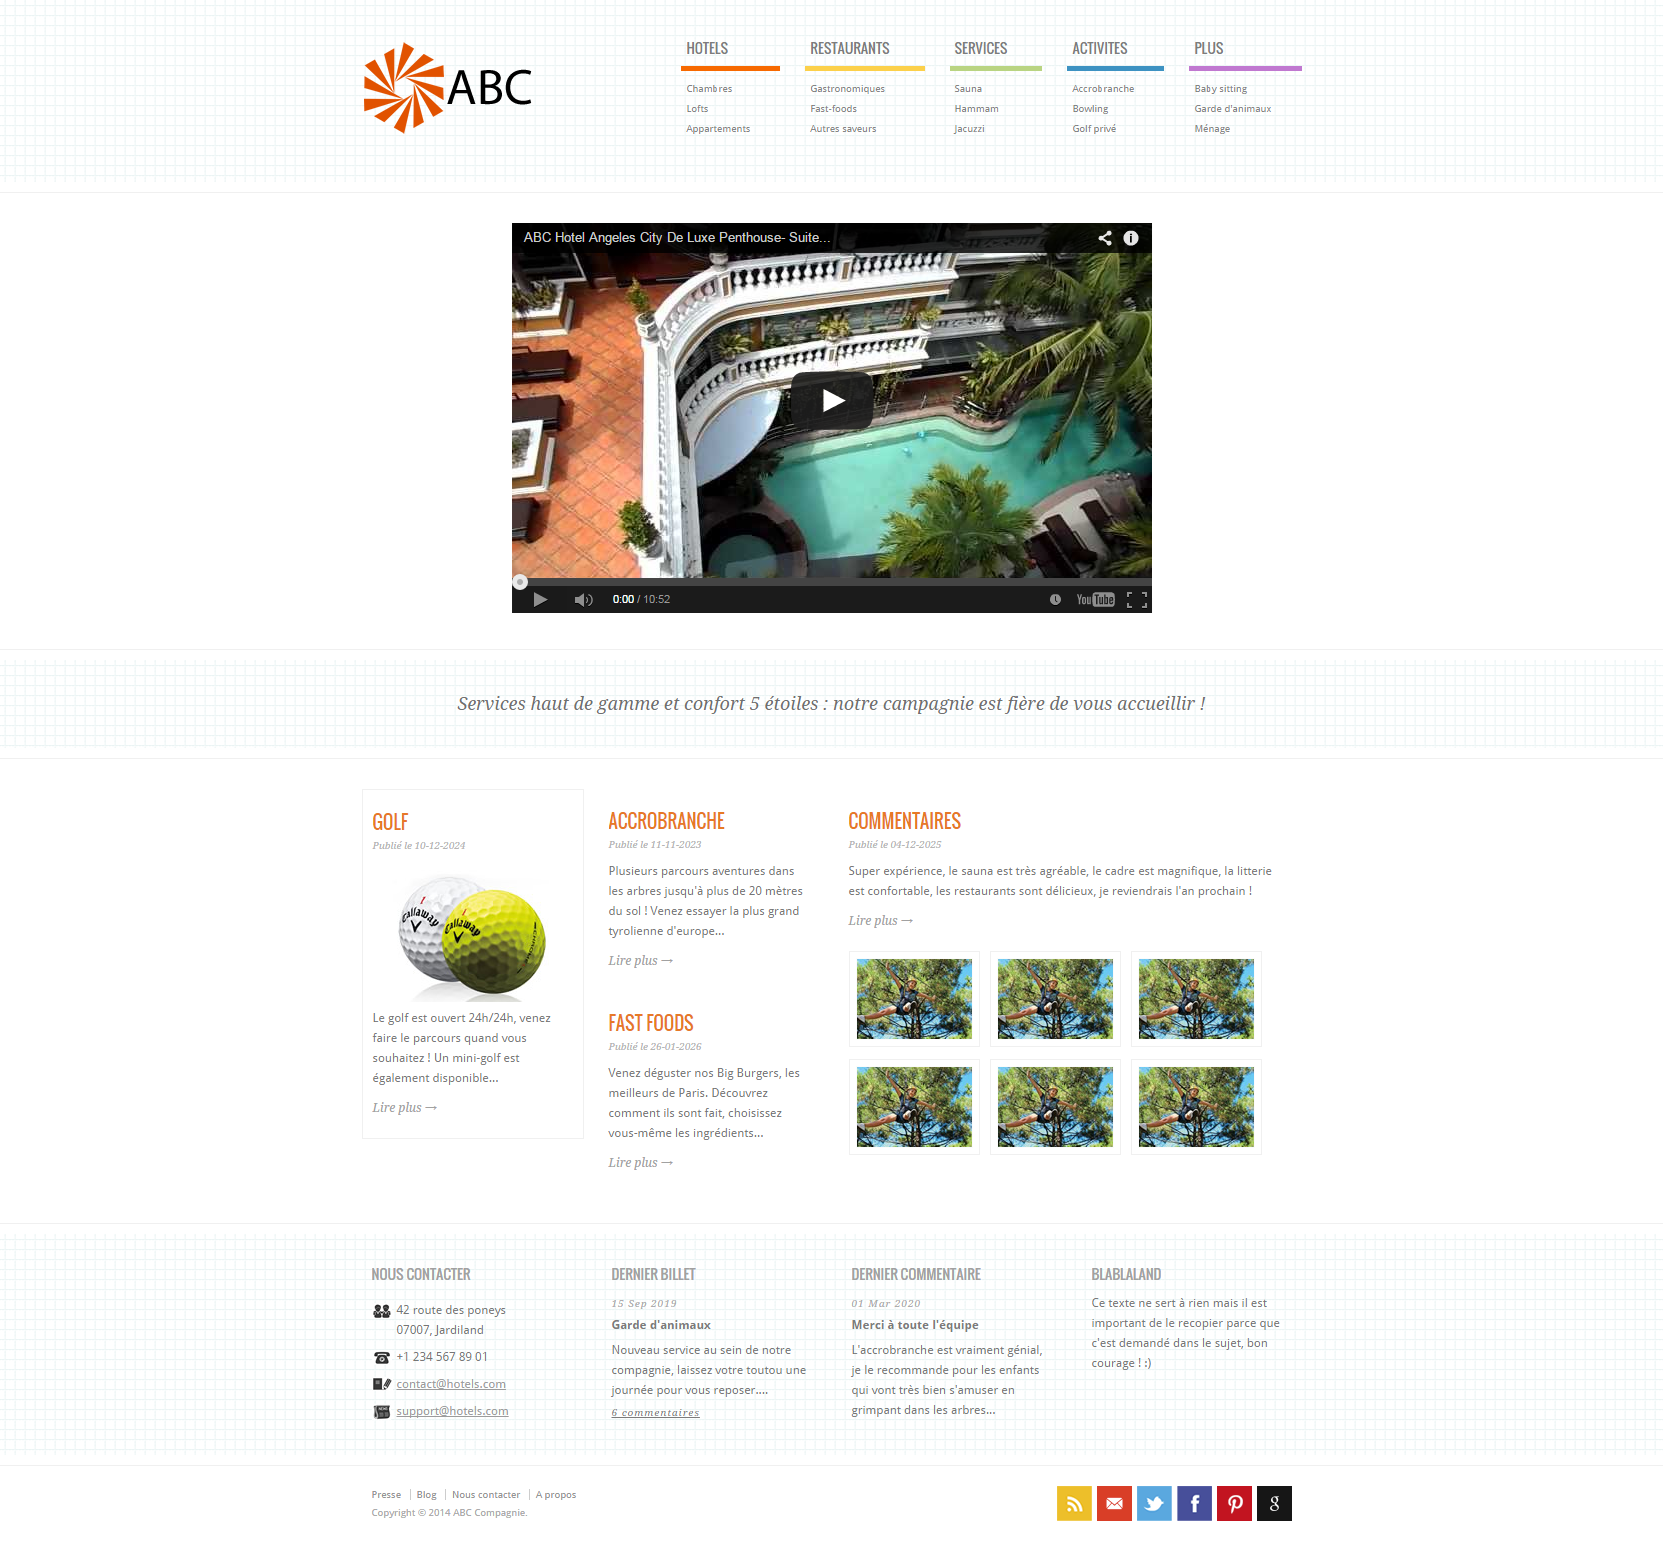 ABC
HOTELS
Chambres
Lofts
Appartements
RESTAURANTS
Gastronomiques
Fast-foods
Autres saveurs
SERVICES
Sauna
Hammam
Jacuzzi
ACTIVITES
Accrobranche
Bowling
Golf privé
PLUS
Baby sitting
Garde d'animaux
Ménage
ABC Hotel Angeles City De Luxe Penthouse- Suite...
0:00 / 10:52
YouTube
Services haut de gamme et confort 5 étoiles : notre campagnie est fière de vous accueillir !
GOLF
Publié le 10-12-2024
Callaway
Callaway
Le golf est ouvert 24h/24h, venez
faire le parcours quand vous
souhaitez ! Un mini-golf est
également disponible...
Lire plus →
ACCROBRANCHE
Publié le 11-11-2023
Plusieurs parcours aventures dans
les arbres jusqu'à plus de 20 mètres
du sol ! Venez essayer la plus grand
tyrolienne d'europe...
Lire plus →
FAST FOODS
Publié le 26-01-2026
Venez déguster nos Big Burgers, les
meilleurs de Paris. Découvrez
comment ils sont fait, choisissez
vous-même les ingrédients...
Lire plus →
COMMENTAIRES
Publié le 04-12-2025
Super expérience, le sauna est très agréable, le cadre est magnifique, la litterie
est confortable, les restaurants sont délicieux, je reviendrais l'an prochain !
Lire plus →
NOUS CONTACTER
42 route des poneys
07007, Jardiland
+1 234 567 89 01
contact@hotels.com
support@hotels.com
DERNIER BILLET
15 Sep 2019
Garde d'animaux
Nouveau service au sein de notre
compagnie, laissez votre toutou une
journée pour vous reposer....
6 commentaires
DERNIER COMMENTAIRE
01 Mar 2020
Merci à toute l'équipe
L'accrobranche est vraiment génial,
je le recommande pour les enfants
qui vont très bien s'amuser en
grimpant dans les arbres...
BLABLALAND
Ce texte ne sert à rien mais il est
important de le recopier parce que
c'est demandé dans le sujet, bon
courage ! :)
Presse
Blog
Nous contacter
A propos
Copyright © 2014 ABC Compagnie.